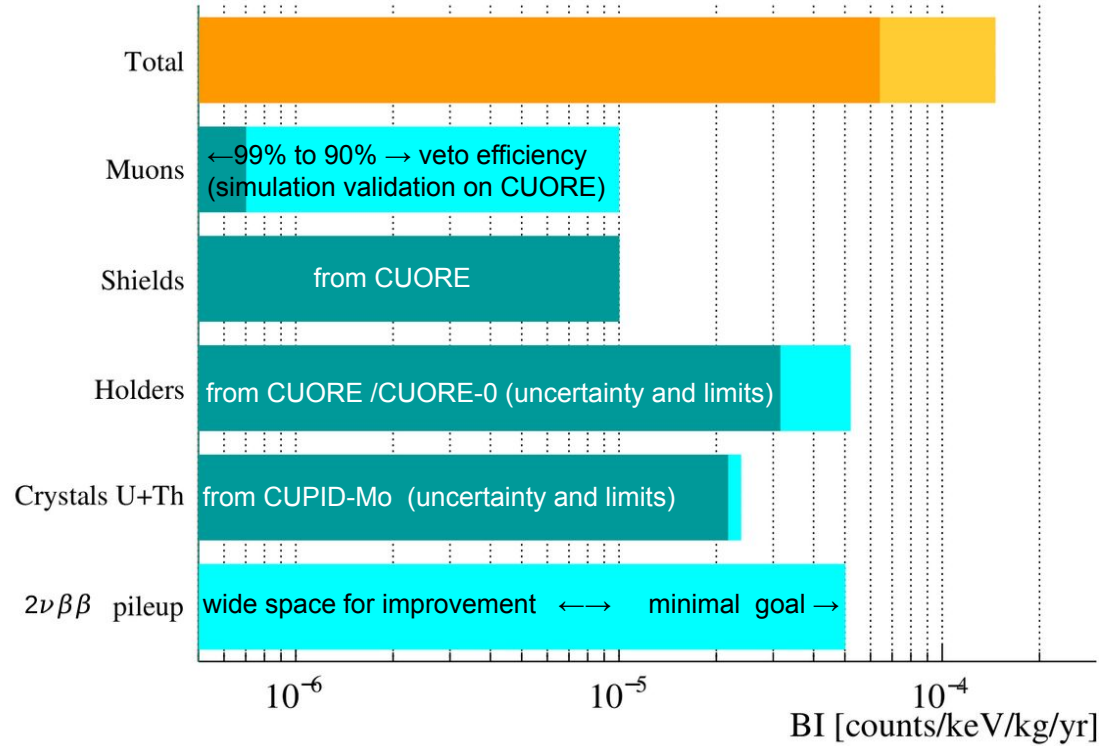 Total
Muons
←99% to 90% → veto efficiency
(simulation validation on CUORE)
Shields
from CUORE
Holders
from CUORE /CUORE-0 (uncertainty and limits)
Crystals U+Th
from CUPID-Mo (uncertainty and limits)
2νββ pileup
wide space for improvement ←→ minimal goal →
10⁻⁶ 10⁻⁵ 10⁻⁴
BI [counts/keV/kg/yr]